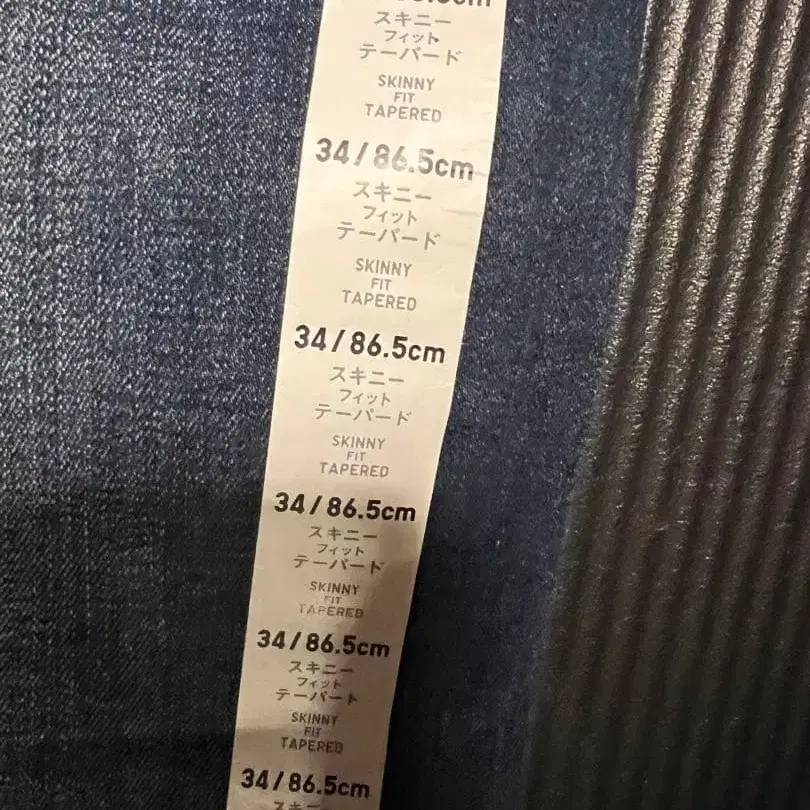 スキニー
フィット
テーパード
SKINNY
FIT
TAPERED
34/86.5cm
スキニー
フィット
テーパード
SKINNY
FIT
TAPERED
34/86.5cm
スキニー
フィット
テーパード
SKINNY
FIT
TAPERED
34/86.5cm
スキニー
フィット
テーパード
SKINNY
FIT
TAPERED
34/86.5cm
スキニー
フィット
テーパード
SKINNY
FIT
TAPERED
34/86.5cm